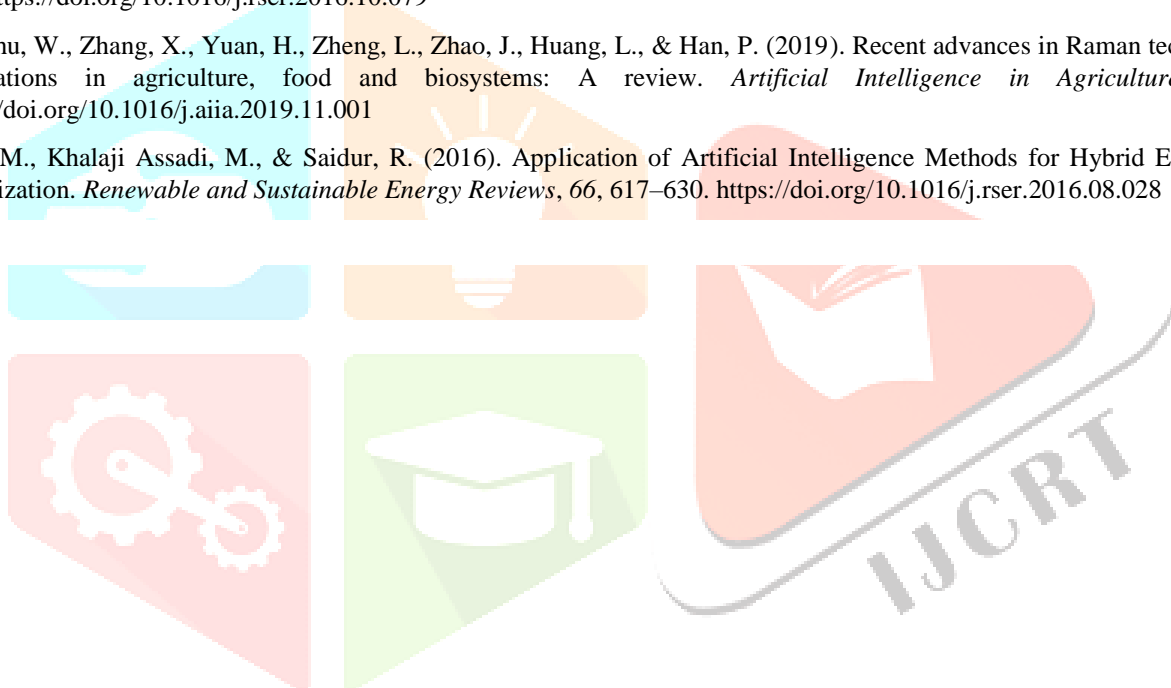 ttps://doi.org/10.1016/j.rser.2016.10.079
hu, W., Zhang, X., Yuan, H., Zheng, L., Zhao, J., Huang, L., & Han, P. (2019). Recent advances in Raman tec
ations in agriculture, food and biosystems: A review. Artificial Intelligence in Agricultur
/doi.org/10.1016/j.aiia.2019.11.001
M., Khalaji Assadi, M., & Saidur, R. (2016). Application of Artificial Intelligence Methods for Hybrid E
ization. Renewable and Sustainable Energy Reviews, 66, 617–630. https://doi.org/10.1016/j.rser.2016.08.028
IJCRT